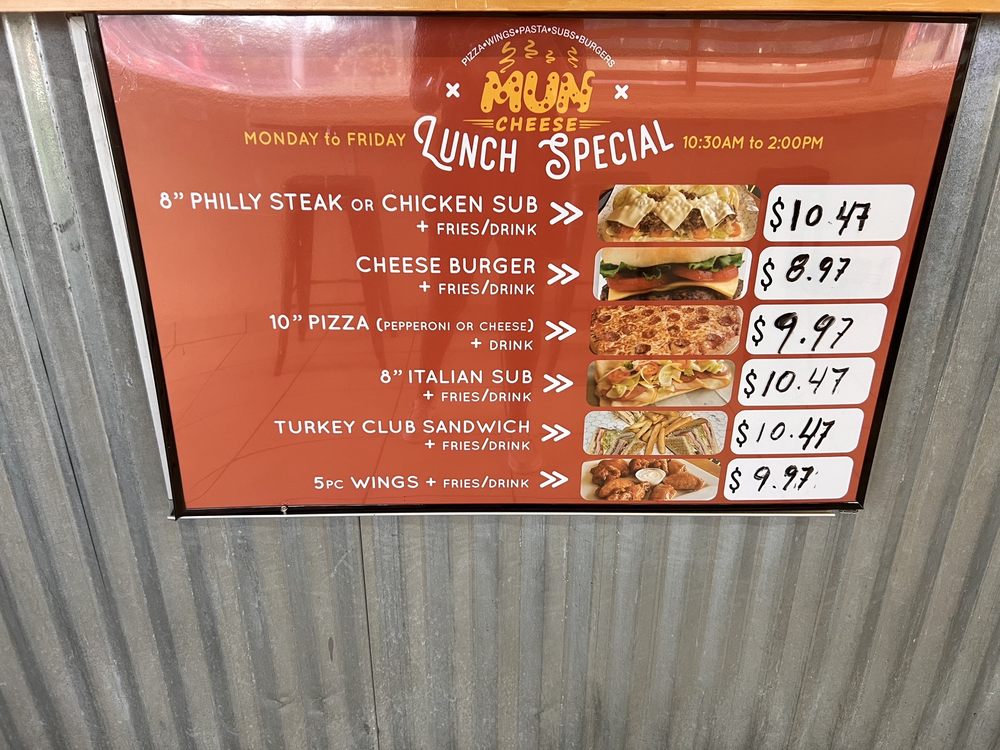 PIZZA•WINGS•PASTA•SUBS•BURGERS
MUN
CHEESE
MONDAY to FRIDAY LUNCH SPECIAL 10:30AM to 2:00PM
8" PHILLY STEAK OR CHICKEN SUB $10.47
+ FRIES/DRINK
CHEESE BURGER $8.97
+ FRIES/DRINK
10" PIZZA (PEPPERONI OR CHEESE) $9.97
+ DRINK
8" ITALIAN SUB $10.47
+ FRIES/DRINK
TURKEY CLUB SANDWICH $10.47
+ FRIES/DRINK
5PC WINGS + FRIES/DRINK $9.97